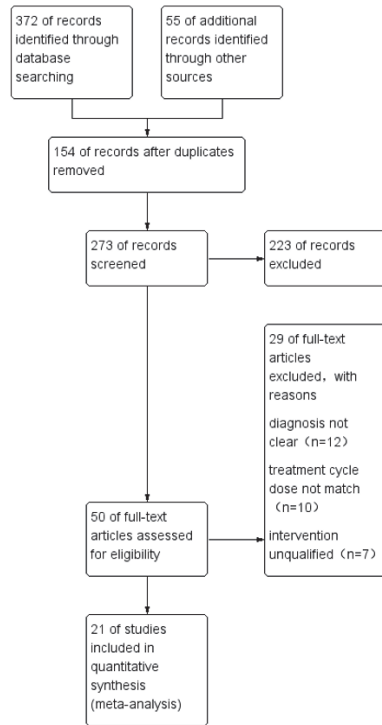 372 of records
identified through
database
searching
55 of additional
records identified
through other
sources
154 of records after duplicates
removed
273 of records
screened
223 of records
excluded
29 of full-text
articles
excluded，with
reasons
diagnosis not
clear（n=12）
treatment cycle
dose not match
（n=10）
intervention
unqualified（n=7）
50 of full-text
articles assessed
for eligibility
21 of studies
included in
quantitative
synthesis
(meta-analysis)